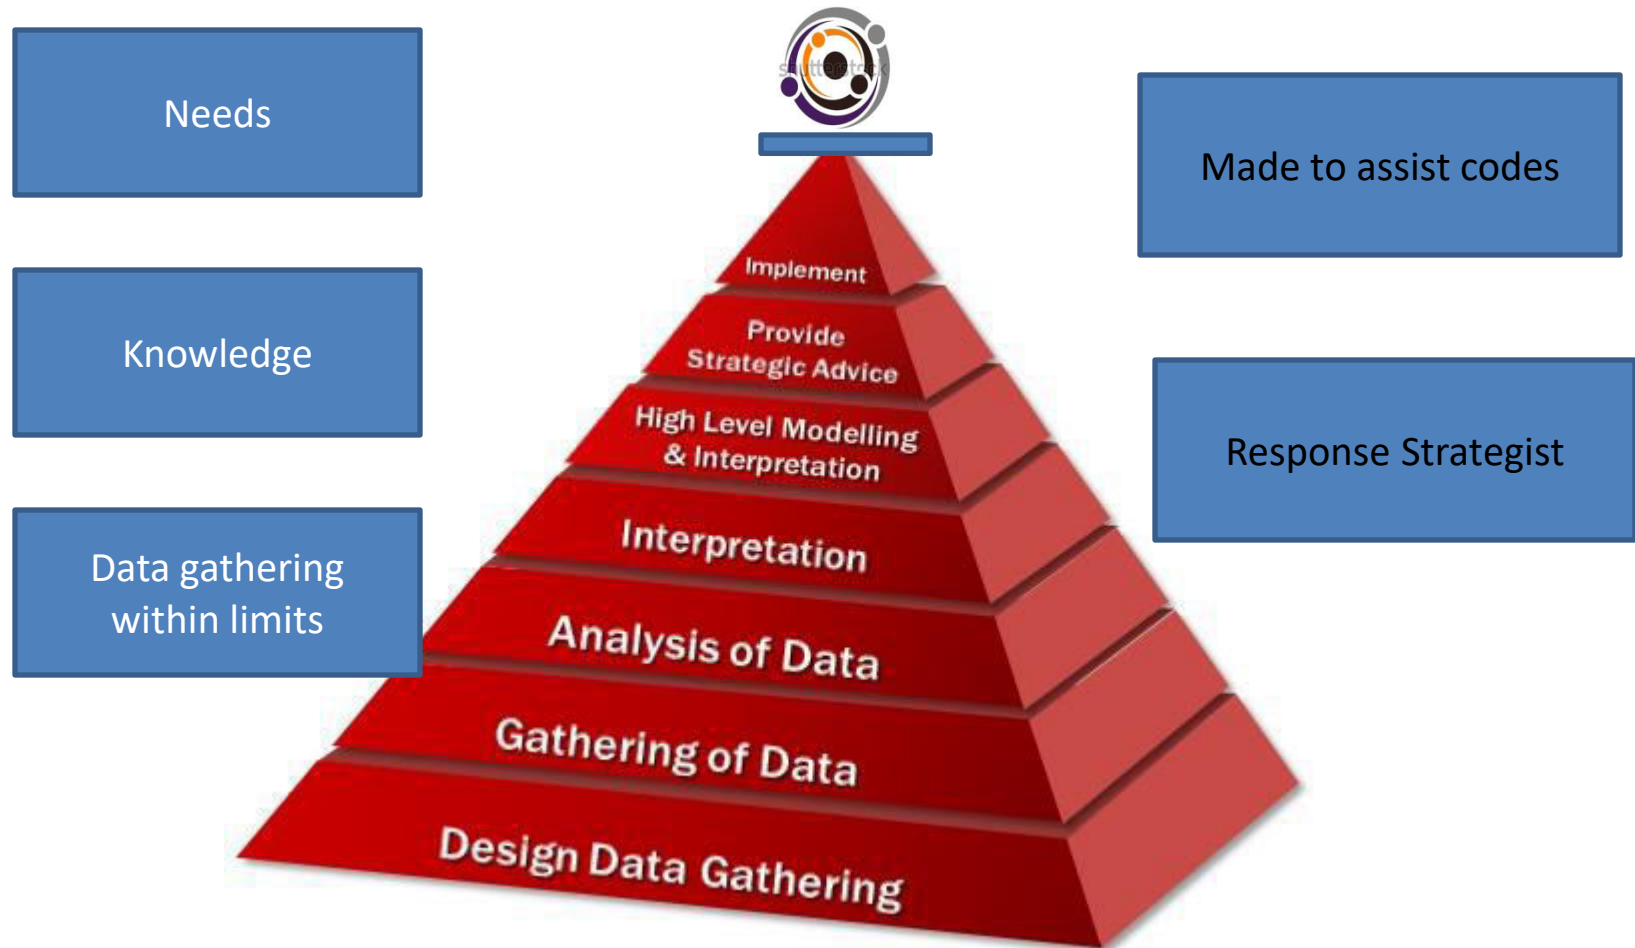 Needs
shutterstock
Made to assist codes
Implement
Knowledge
Provide
Strategic Advice
High Level Modelling
& Interpretation
Response Strategist
Interpretation
Data gathering
within limits
Analysis of Data
Gathering of Data
Design Data Gathering